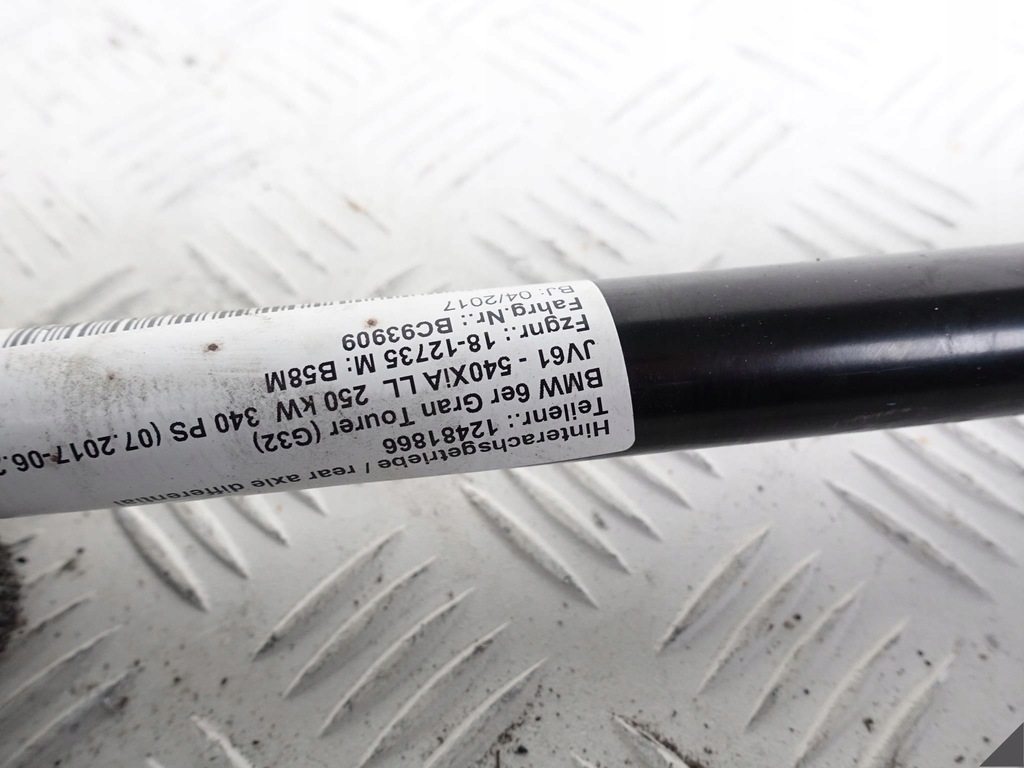 Hinterachsgetriebe / rear axle differential
Teilenr.: 12481866
BMW 6er Gran Tourer (G32)
JV61 - 540XiA LL 250 kW 340 PS (07.2017-06.2
Fzgnr.: 18-12735 M: B58M
Fahrg.Nr.: BC93909
BJ: 04/2017